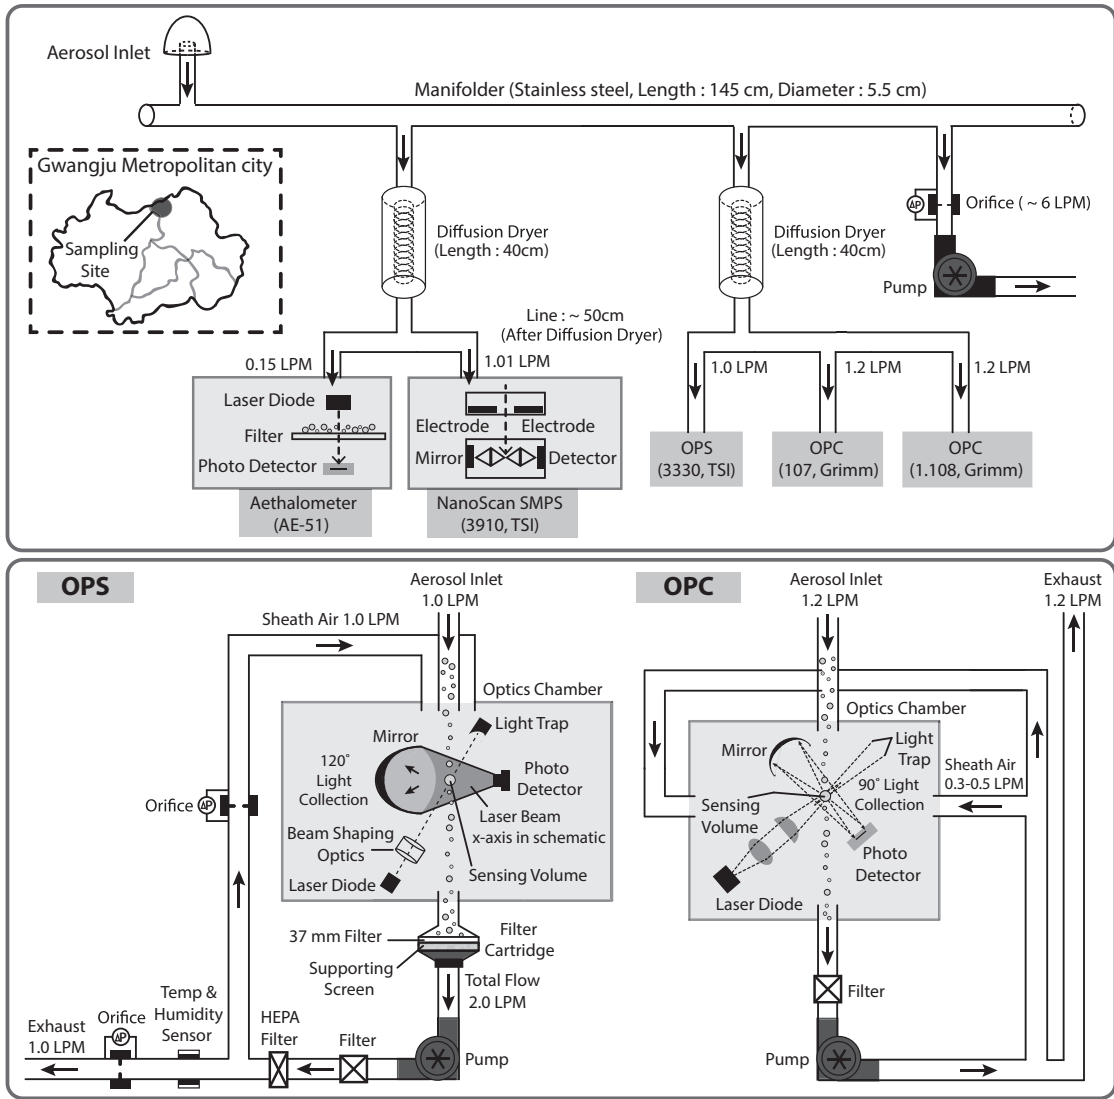 Aerosol Inlet
Manifolder (Stainless steel, Length : 145 cm, Diameter : 5.5 cm)
Gwangju Metropolitan city
Sampling
Site
Diffusion Dryer
(Length : 40cm)
Diffusion Dryer
(Length : 40cm)
ΔP
Orifice ( ~ 6 LPM)
Pump
Line : ~ 50cm
(After Diffusion Dryer)
0.15 LPM
1.01 LPM
1.0 LPM
1.2 LPM
1.2 LPM
Laser Diode
Filter
Photo Detector
Aethalometer
(AE-51)
Electrode
Electrode
Mirror
Detector
NanoScan SMPS
(3910, TSI)
OPS
(3330, TSI)
OPC
(107, Grimm)
OPC
(1.108, Grimm)
OPS
Aerosol Inlet
1.0 LPM
Sheath Air 1.0 LPM
Optics Chamber
Light Trap
Mirror
120˚
Light
Collection
Photo
Detector
Orifice
ΔP
Laser Beam
x-axis in schematic
Beam Shaping
Optics
Laser Diode
Sensing Volume
37 mm Filter
Filter
Cartridge
Supporting
Screen
Total Flow
2.0 LPM
Temp &
Humidity
Sensor
Exhaust
1.0 LPM
Orifice
ΔP
HEPA
Filter
Filter
Pump
OPC
Aerosol Inlet
1.2 LPM
Exhaust
1.2 LPM
Optics Chamber
Mirror
Light
Trap
Sheath Air
0.3-0.5 LPM
Sensing
Volume
90˚ Light
Collection
Photo
Detector
Laser Diode
Filter
Pump